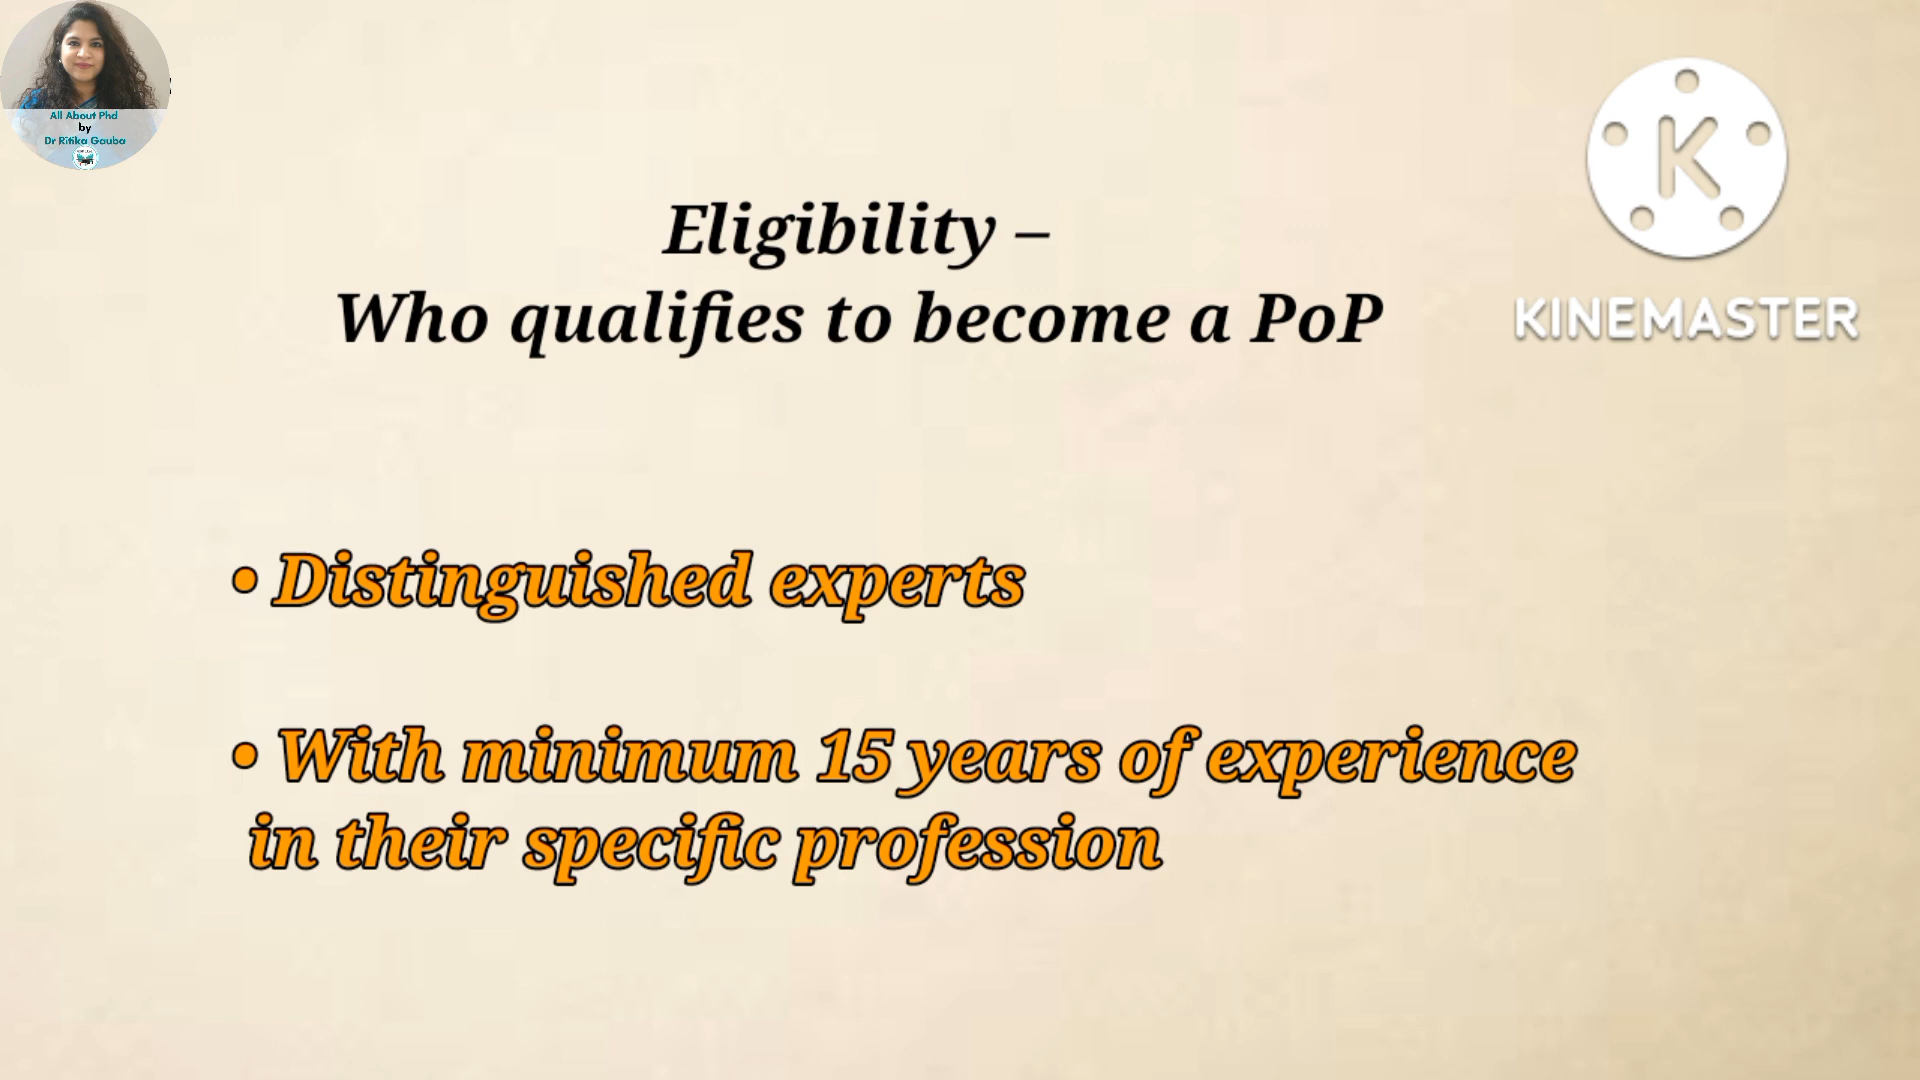 All About Phd
by
Dr Ritika Gauba
K
KINEMASTER
Eligibility –
Who qualifies to become a PoP
• Distinguished experts
• With minimum 15 years of experience
in their specific profession